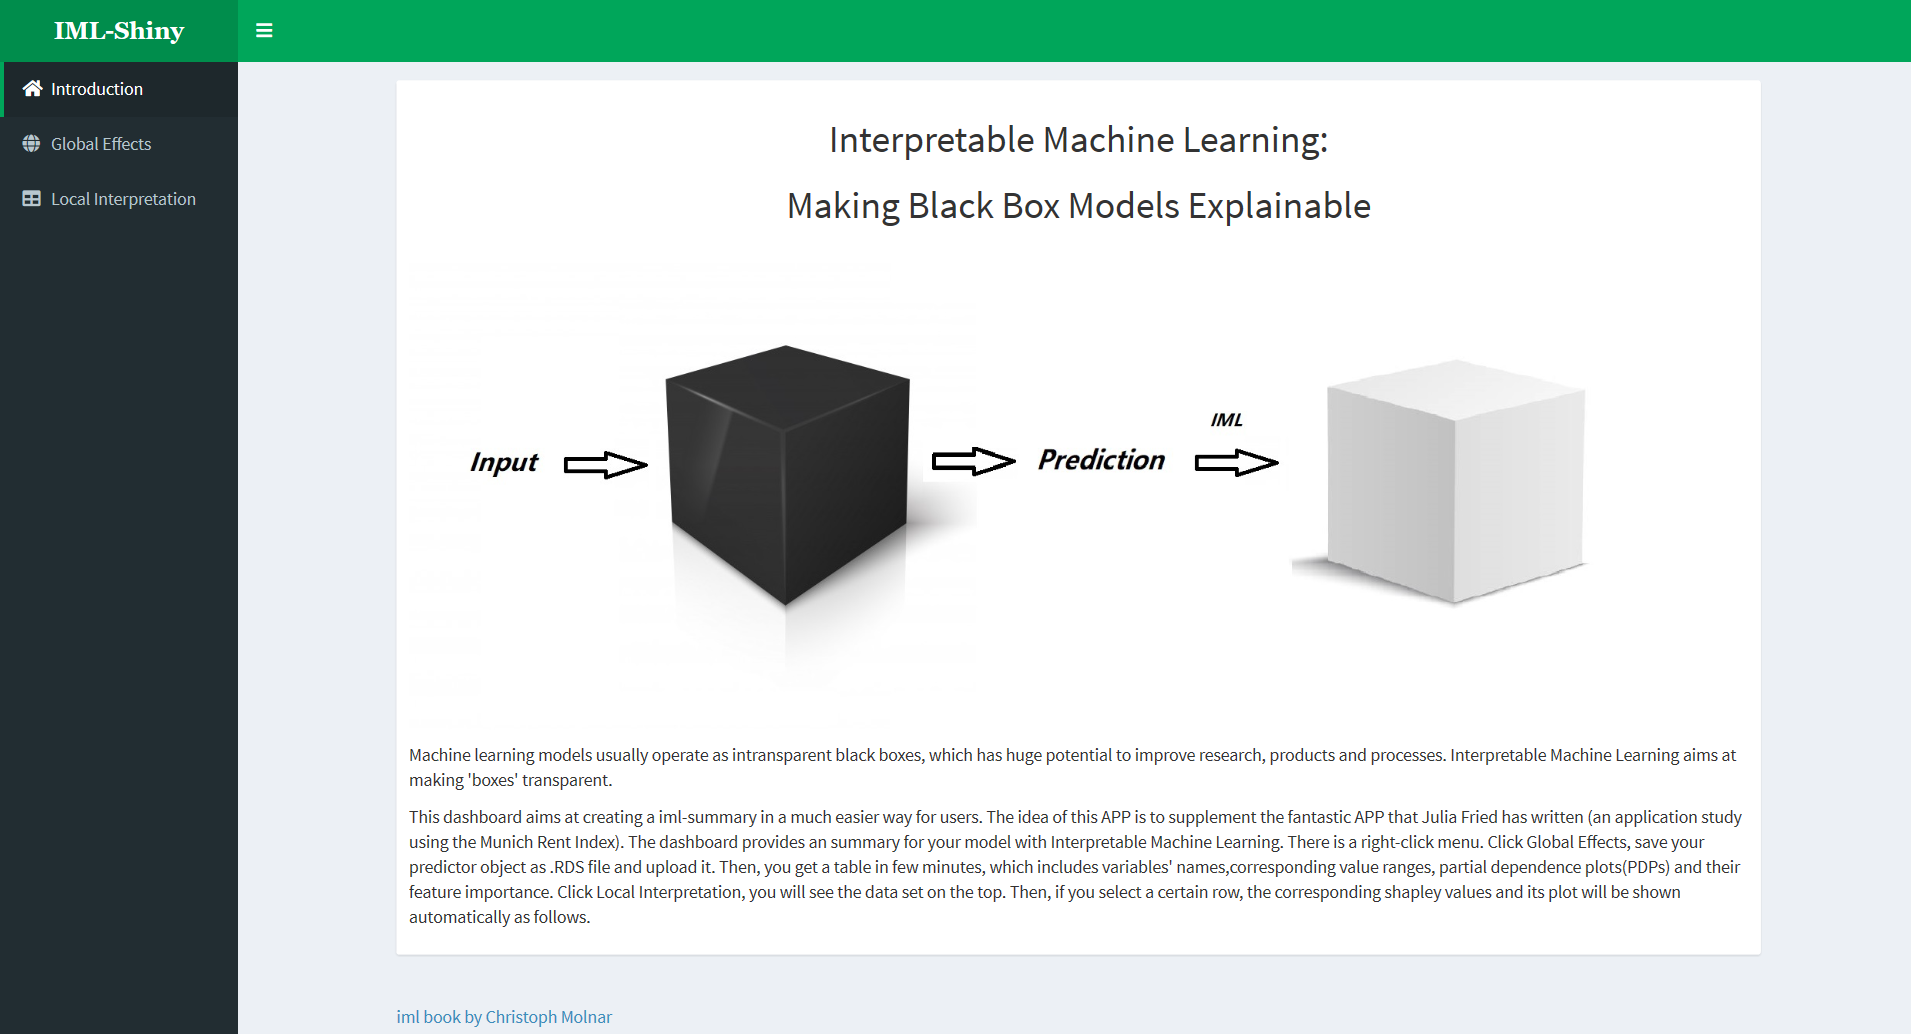 IML-Shiny
Introduction
Global Effects
Local Interpretation
Interpretable Machine Learning:
Making Black Box Models Explainable
IML
Input
Prediction
Machine learning models usually operate as intransparent black boxes, which has huge potential to improve research, products and processes. Interpretable Machine Learning aims at
making 'boxes' transparent.
This dashboard aims at creating a iml-summary in a much easier way for users. The idea of this APP is to supplement the fantastic APP that Julia Fried has written (an application study
using the Munich Rent Index). The dashboard provides an summary for your model with Interpretable Machine Learning. There is a right-click menu. Click Global Effects, save your
predictor object as .RDS file and upload it. Then, you get a table in few minutes, which includes variables' names,corresponding value ranges, partial dependence plots(PDPs) and their
feature importance. Click Local Interpretation, you will see the data set on the top. Then, if you select a certain row, the corresponding shapley values and its plot will be shown
automatically as follows.
iml book by Christoph Molnar